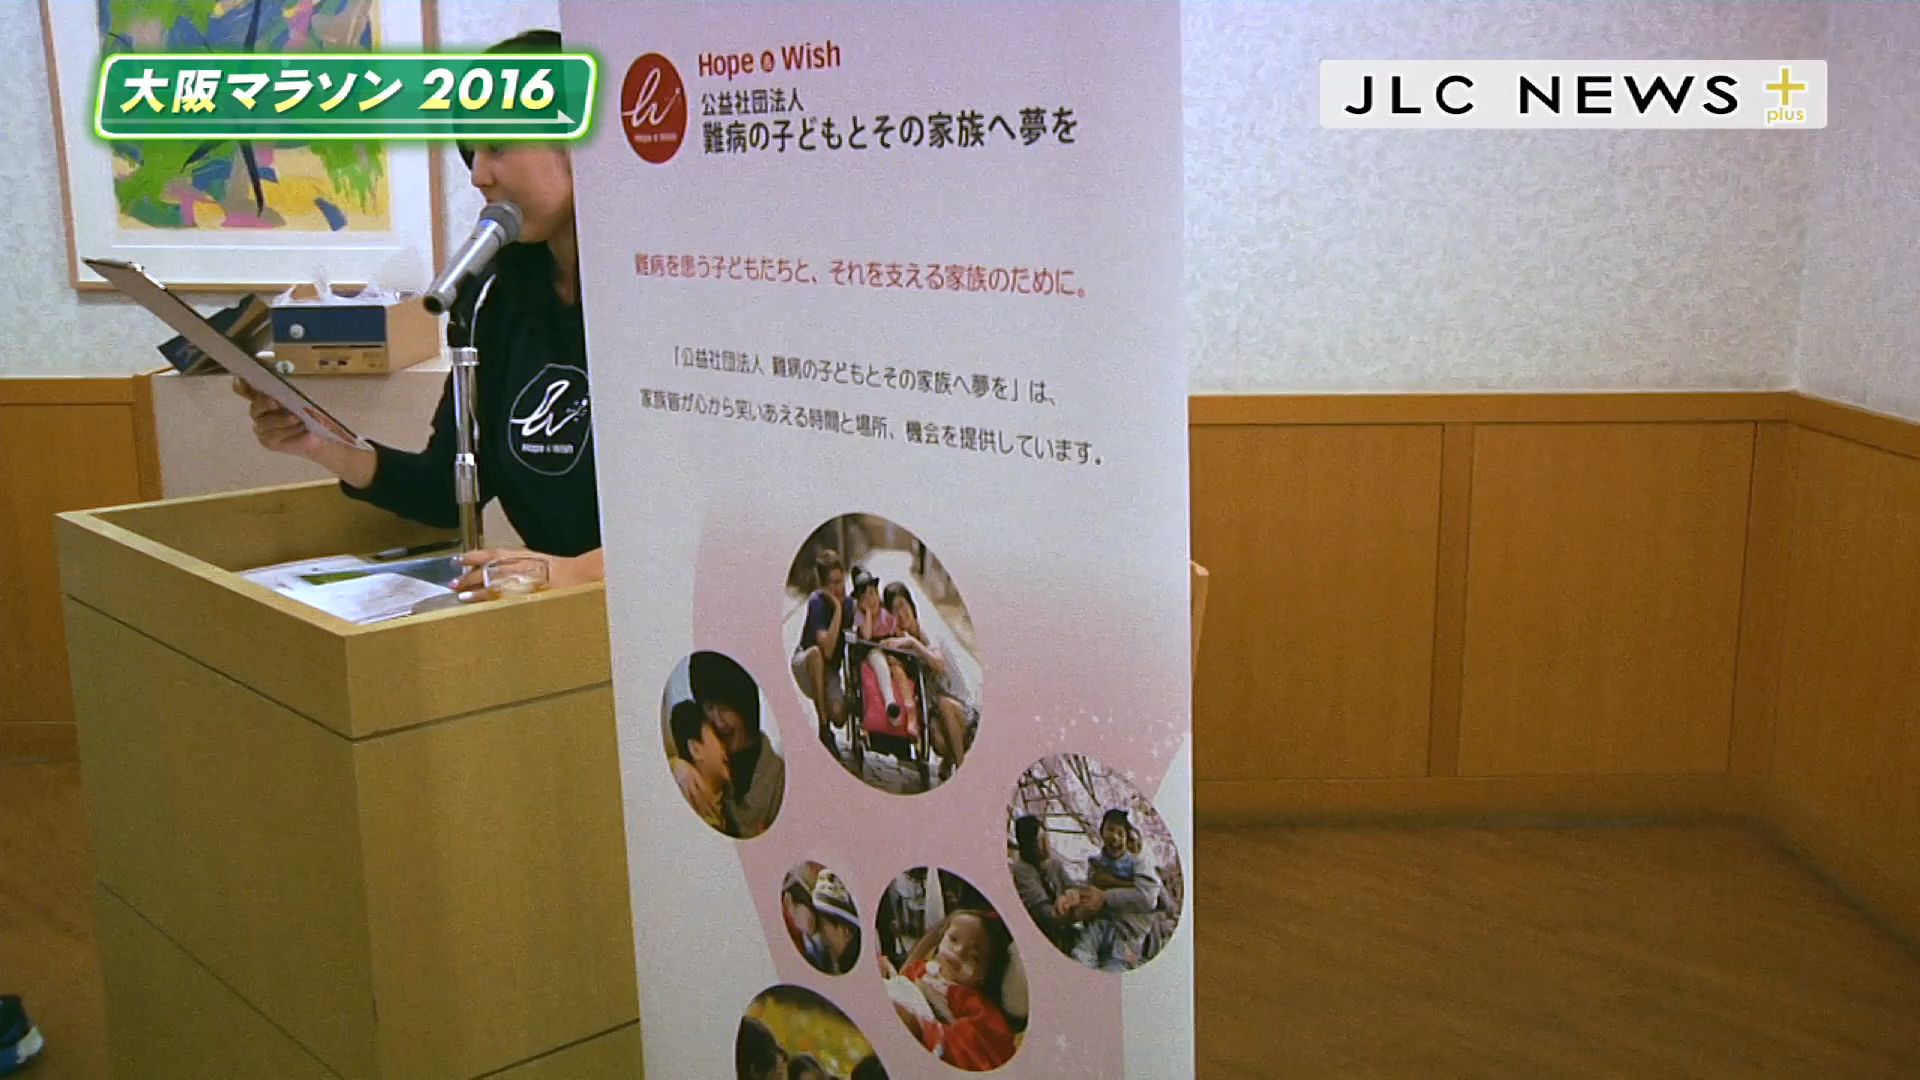 大阪マラソン 2016
JLC NEWS plus
Hope & Wish
公益社団法人
難病の子どもとその家族へ夢を
難病を患う子どもたちと、それを支える家族のために。
「公益社団法人 難病の子どもとその家族へ夢を」は、
家族皆が心から笑いあえる時間と場所、機会を提供しています。
Hope & Wish